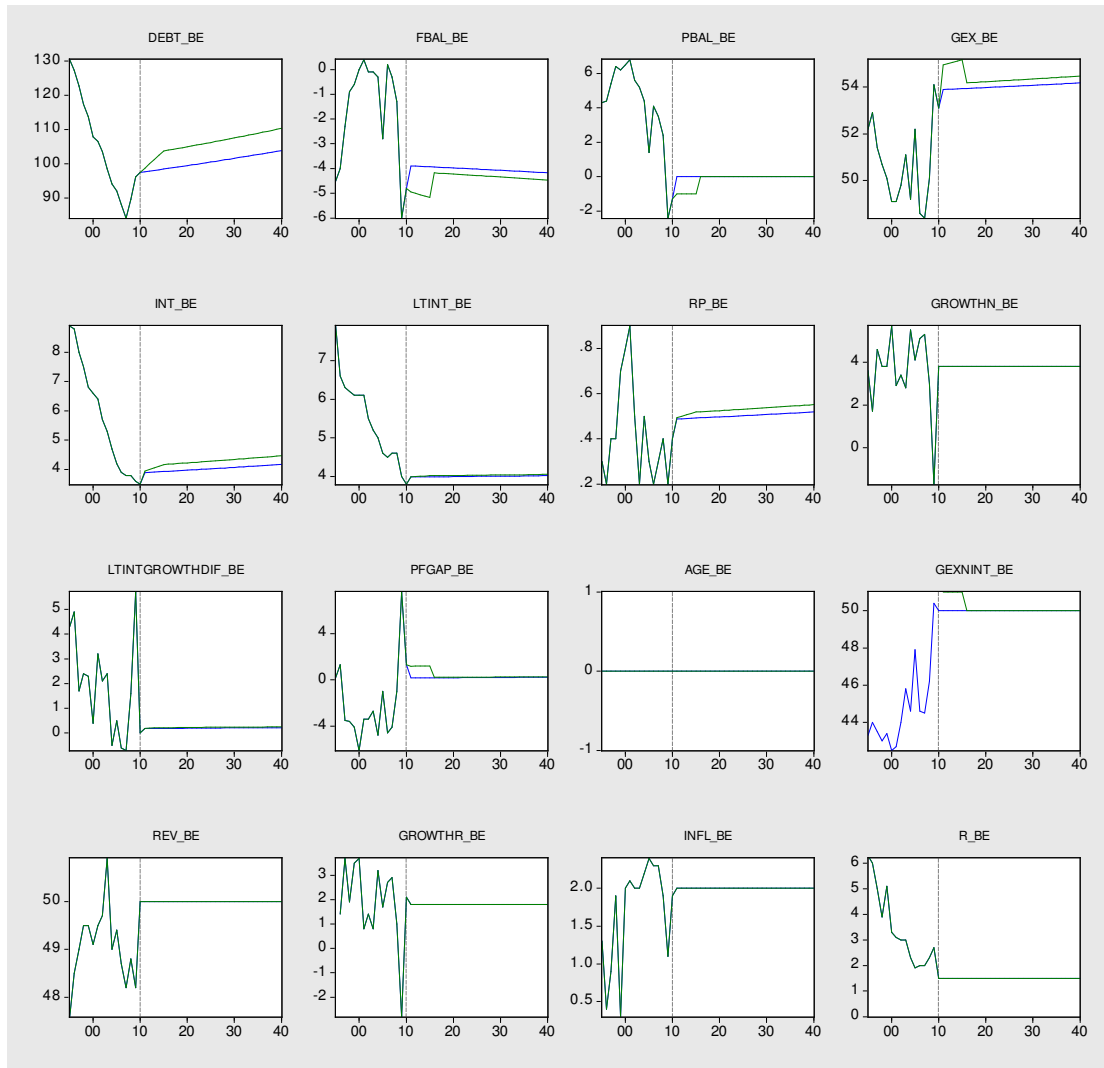 DEBT_BE
FBAL_BE
PBAL_BE
GEX_BE
130
120
110
100
90
00 10 20 30 40
0
-1
-2
-3
-4
-5
-6
00 10 20 30 40
6
4
2
0
-2
00 10 20 30 40
54
52
50
00 10 20 30 40
INT_BE
LTINT_BE
RP_BE
GROWTHN_BE
8
7
6
5
4
00 10 20 30 40
7
6
5
4
00 10 20 30 40
.8
.6
.4
.2
00 10 20 30 40
4
2
0
00 10 20 30 40
LTINTGROWTHDIF_BE
PFGAP_BE
AGE_BE
GEXNINT_BE
5
4
3
2
1
0
00 10 20 30 40
4
0
-4
00 10 20 30 40
1
0
-1
00 10 20 30 40
50
48
46
44
00 10 20 30 40
REV_BE
GROWTHR_BE
INFL_BE
R_BE
50
49
48
00 10 20 30 40
3
2
1
0
-1
-2
00 10 20 30 40
2.0
1.5
1.0
0.5
00 10 20 30 40
6
5
4
3
2
1
0
00 10 20 30 40